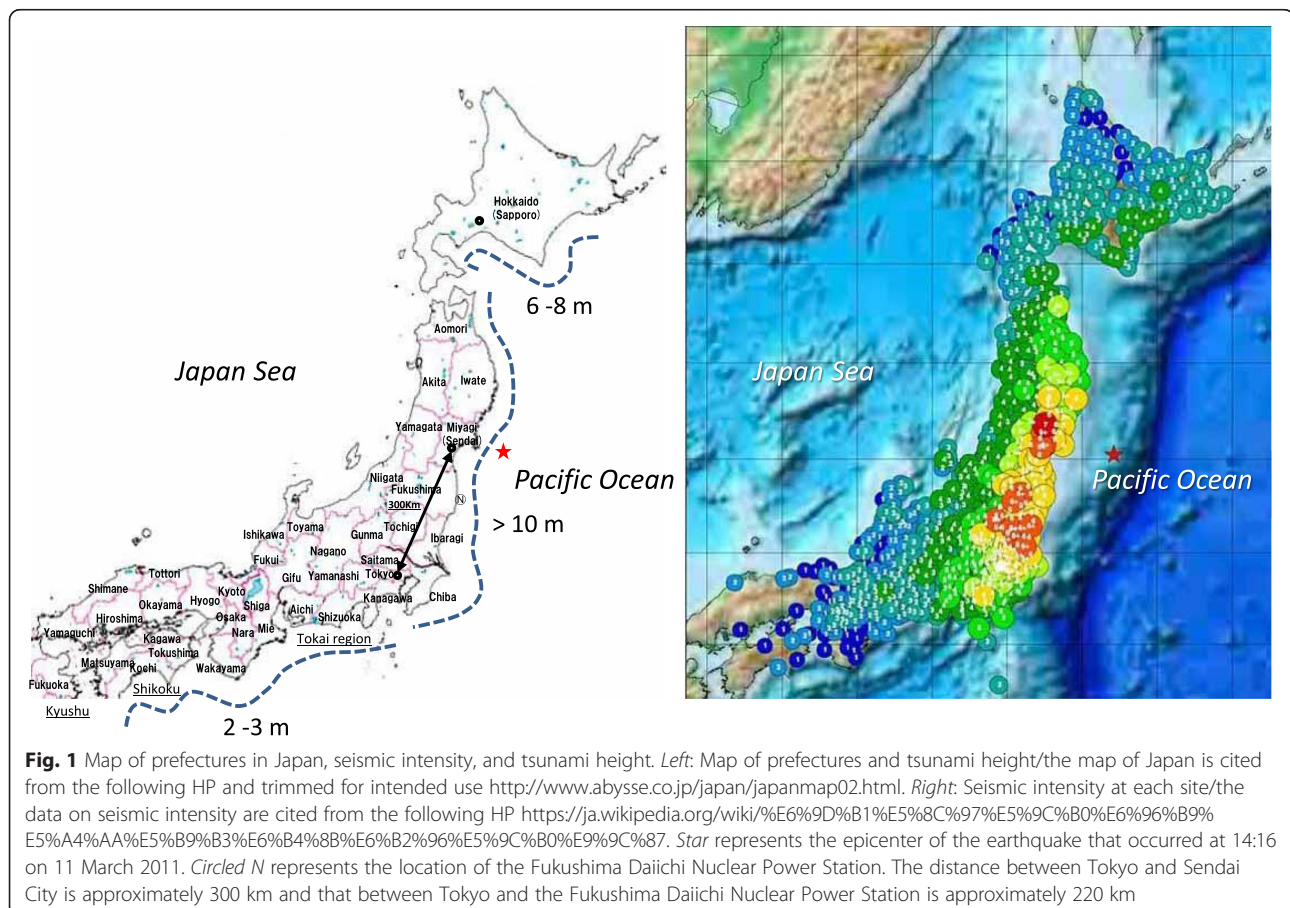 Hokkaido
(Sapporo)
6 -8 m
Aomori
Japan Sea
Akita
Iwate
Yamagata
Miyagi
(Sendai)
Niigata
Fukushima
300Km
N
Pacific Ocean
> 10 m
Toyama
Ishikawa
Gunma
Tochigi
Ibaragi
Nagano
Fukui
Saitama
Tokyo
Gifu
Yamanashi
Tottori
Shimane
Kyoto
Kanagawa
Chiba
Okayama
Hyogo
Shiga
Aichi
Shizuoka
Hiroshima
Osaka
Mie
Nara
Tokai region
Yamaguchi
Kagawa
Tokushima
Wakayama
Matsuyama
Kochi
Fukuoka
Shikoku
Kyushu
2 -3 m
Japan Sea
Pacific Ocean
Fig. 1 Map of prefectures in Japan, seismic intensity, and tsunami height. Left: Map of prefectures and tsunami height/the map of Japan is cited
from the following HP and trimmed for intended use http://www.abysse.co.jp/japan/japanmap02.html. Right: Seismic intensity at each site/the
data on seismic intensity are cited from the following HP https://ja.wikipedia.org/wiki/%E6%9D%B1%E5%8C%97%E5%9C%B0%E6%96%B9%
E5%A4%AA%E5%B9%B3%E6%B4%8B%E6%B2%96%E5%9C%B0%E9%9C%87. Star represents the epicenter of the earthquake that occurred at 14:16
on 11 March 2011. Circled N represents the location of the Fukushima Daiichi Nuclear Power Station. The distance between Tokyo and Sendai
City is approximately 300 km and that between Tokyo and the Fukushima Daiichi Nuclear Power Station is approximately 220 km